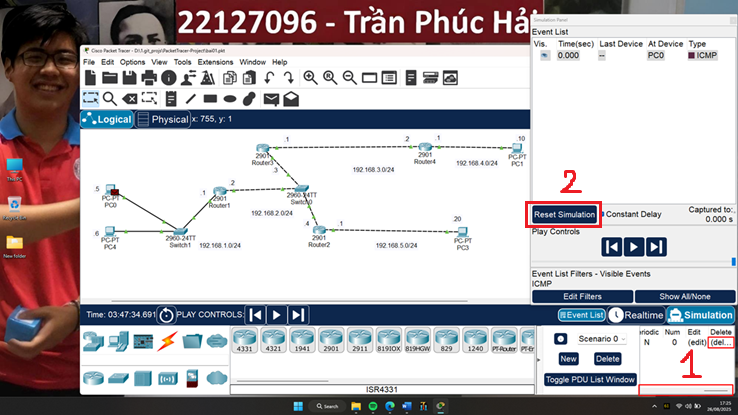 22127096 - Trần Phúc Hải
Cisco Packet Tracer - D:\1.git_proj\PacketTracer-Project\bai01.pkt
File Edit Options View Tools Extensions Window Help
Logical Physical x: 755, y: 1
.1
2901
Router3
.3
.2
.1
2901
Router4
.10
PC-PT
PC1
192.168.3.0/24
192.168.4.0/24
.5
PC-PT
PC0
.1
.2
2901
Router1
2960-24TT
Switch0
192.168.2.0/24
.6
PC-PT
PC4
2960-24TT
Switch1
192.168.1.0/24
.4
.1
2901
Router2
.20
PC-PT
PC3
192.168.5.0/24
Time: 03:47:34.691 PLAY CONTROLS:
4331 4321 1941 2901 2911 819IOX 819HGW 829 1240 PT-Router PT-Er
ISR4331
Simulation Panel
Event List
Vis. Time(sec) Last Device At Device Type
0.000 -- PC0 ICMP
2
Reset Simulation Constant Delay Captured to:
0.000 s
Play Controls
Event List Filters - Visible Events
ICMP
Edit Filters Show All/None
Event List Realtime Simulation
Scenario 0
New Delete
Toggle PDU List Window
eriodic Num Edit Delete
N 0 (edit) (del...
1
This PC
Recycle Bin
New folder
Search
17:25
26/08/2025